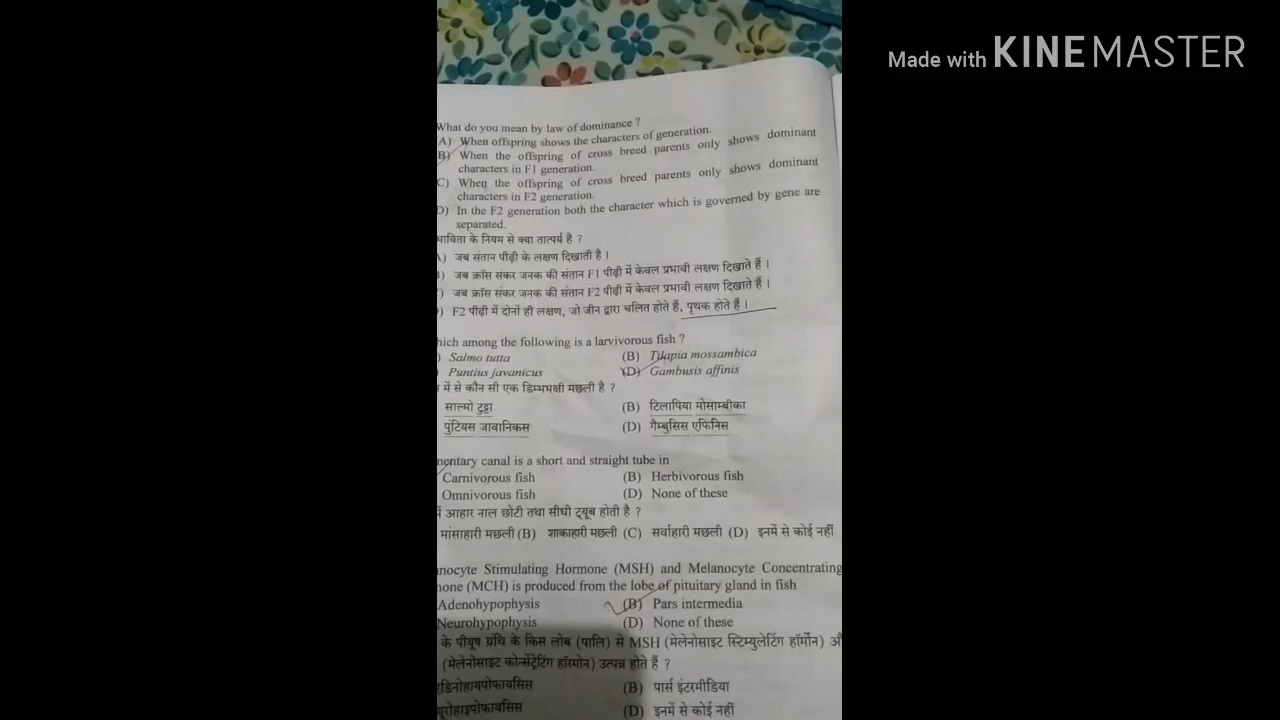 Made with KINEMASTER
What do you mean by law of dominance ?
A) When offspring shows the characters of generation.
B) When the offspring of cross breed parents only shows dominant
characters in F1 generation.
C) When the offspring of cross breed parents only shows dominant
characters in F2 generation.
D) In the F2 generation both the character which is governed by gene are
separated.
भाविता के नियम से क्या तात्पर्य है ?
) जब संतान पीढ़ी के लक्षण दिखाती है ।
) जब क्रॉस संकर जनक की संतान F1 पीढ़ी में केवल प्रभावी लक्षण दिखाते हैं ।
) जब क्रॉस संकर जनक की संतान F2 पीढ़ी में केवल प्रभावी लक्षण दिखाते हैं ।
) F2 पीढ़ी में दोनों ही लक्षण, जो जीन द्वारा चलित होते हैं, पृथक होते हैं ।
hich among the following is a larvivorous fish ?
) Salmo tutta (B) Tilapia mossambica
Puntius javanicus (D) Gambusis affinis
में से कौन सी एक डिम्भभक्षी मछली है ?
साल्मो टुट्टा (B) टिलापिया मोसाम्बीका
पुंटियस जावानिकस (D) गैम्बुसिस एफिनिस
mentary canal is a short and straight tube in
Carnivorous fish (B) Herbivorous fish
Omnivorous fish (D) None of these
आहार नाल छोटी तथा सीधी ट्यूब होती है ?
मांसाहारी मछली (B) शाकाहारी मछली (C) सर्वाहारी मछली (D) इनमें से कोई नहीं
anocyte Stimulating Hormone (MSH) and Melanocyte Concentrating
mone (MCH) is produced from the lobe of pituitary gland in fish
Adenohypophysis (B) Pars intermedia
Neurohypophysis (D) None of these
के पीयूष ग्रंथि के किस लोब (पालि) से MSH (मेलेनोसाइट स्टिम्युलेटिंग हॉर्मोन) औ
(मेलेनोसाइट कोन्सेंट्रेटिंग हॉरमोन) उत्पन्न होते हैं ?
एडिनोहायपोफायसिस (B) पार्स इंटरमीडिया
यूरोहाइपोफायसिस (D) इनमें से कोई नहीं